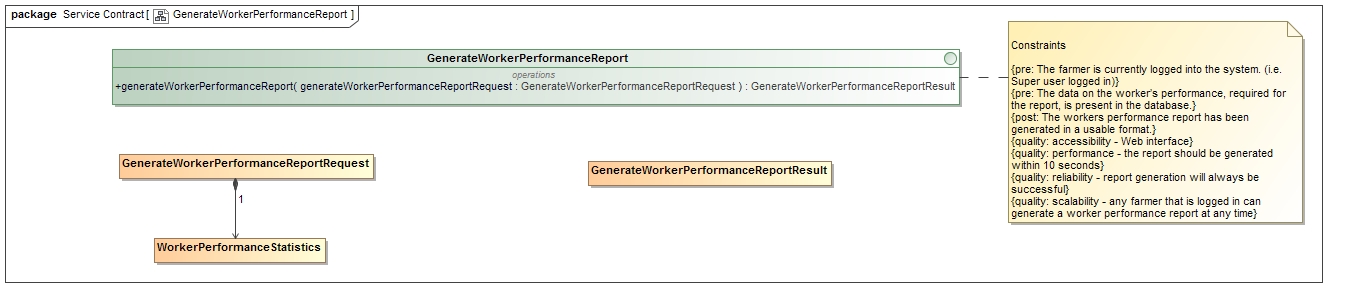 package Service Contract [ GenerateWorkerPerformanceReport ]
GenerateWorkerPerformanceReport
operations
+generateWorkerPerformanceReport( generateWorkerPerformanceReportRequest : GenerateWorkerPerformanceReportRequest ) : GenerateWorkerPerformanceReportResult
Constraints
{pre: The farmer is currently logged into the system. (i.e.
Super user logged in)}
{pre: The data on the worker's performance, required for
the report, is present in the database.}
{post: The workers performance report has been
generated in a usable format.}
{quality: accessibility - Web interface}
{quality: performance - the report should be generated
within 10 seconds}
{quality: reliability - report generation will always be
successful}
{quality: scalability - any farmer that is logged in can
generate a worker performance report at any time}
GenerateWorkerPerformanceReportRequest
GenerateWorkerPerformanceReportResult
1
WorkerPerformanceStatistics